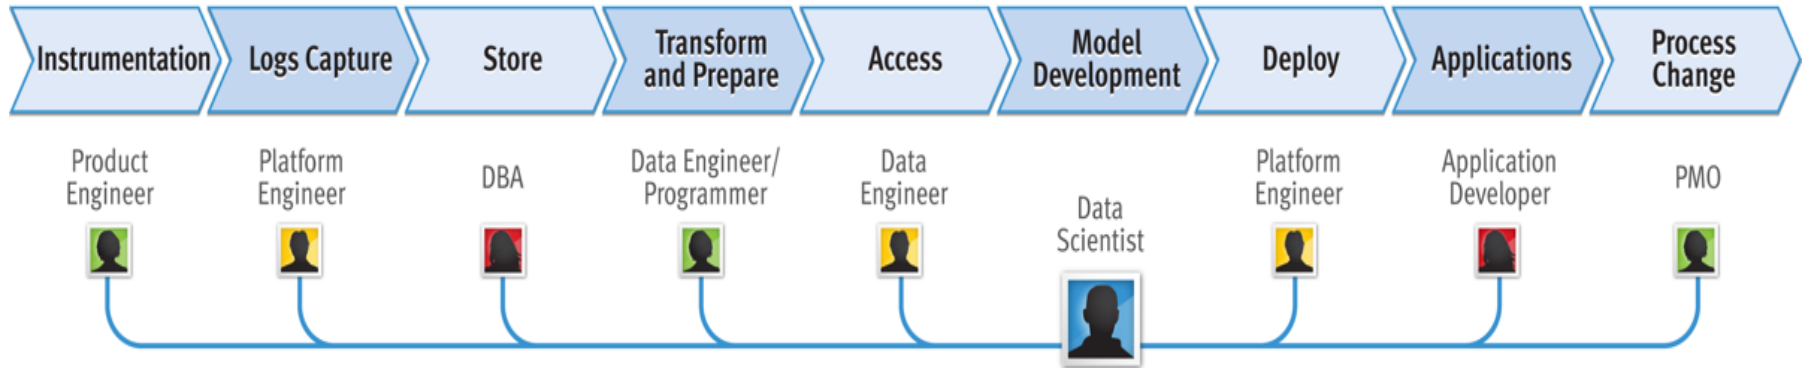 Instrumentation
Logs Capture
Store
Transform
and Prepare
Access
Model
Development
Deploy
Applications
Process
Change
Product
Engineer
Platform
Engineer
DBA
Data Engineer/
Programmer
Data
Engineer
Data
Scientist
Platform
Engineer
Application
Developer
PMO